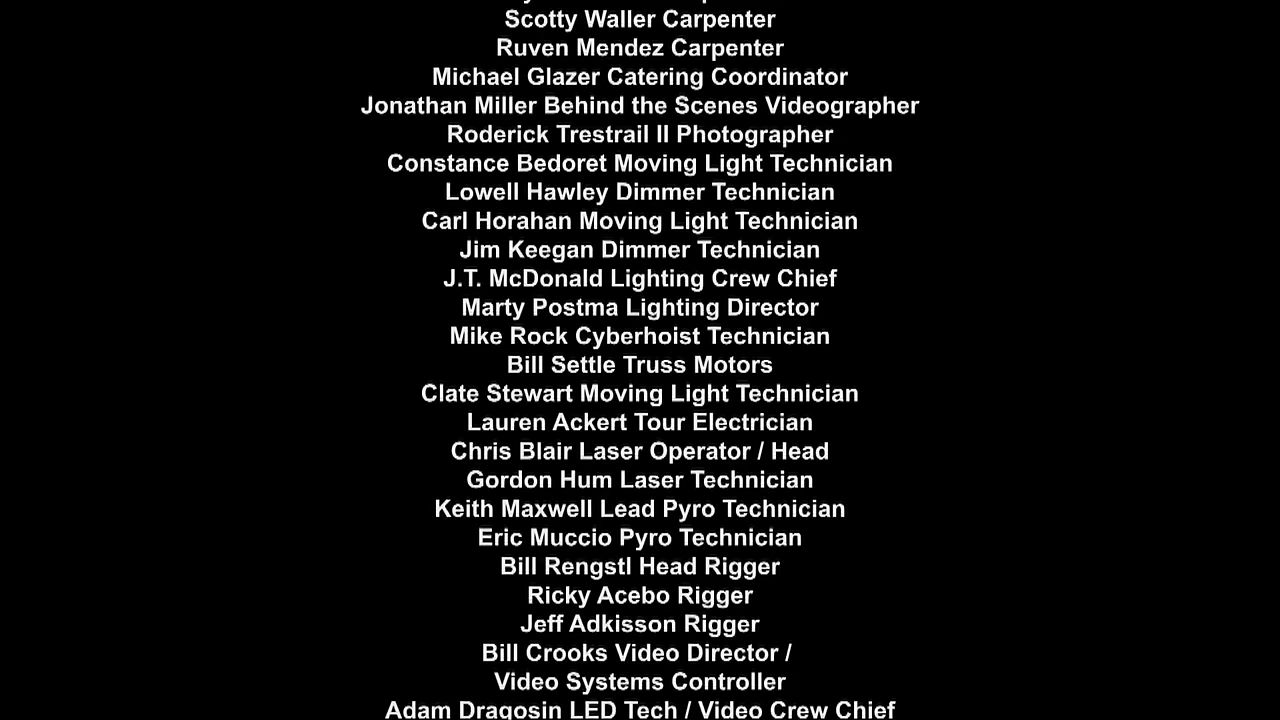 Scotty Waller Carpenter
Ruven Mendez Carpenter
Michael Glazer Catering Coordinator
Jonathan Miller Behind the Scenes Videographer
Roderick Trestrail II Photographer
Constance Bedoret Moving Light Technician
Lowell Hawley Dimmer Technician
Carl Horahan Moving Light Technician
Jim Keegan Dimmer Technician
J.T. McDonald Lighting Crew Chief
Marty Postma Lighting Director
Mike Rock Cyberhoist Technician
Bill Settle Truss Motors
Clate Stewart Moving Light Technician
Lauren Ackert Tour Electrician
Chris Blair Laser Operator / Head
Gordon Hum Laser Technician
Keith Maxwell Lead Pyro Technician
Eric Muccio Pyro Technician
Bill Rengstl Head Rigger
Ricky Acebo Rigger
Jeff Adkisson Rigger
Bill Crooks Video Director /
Video Systems Controller
Adam Dragosin LED Tech / Video Crew Chief